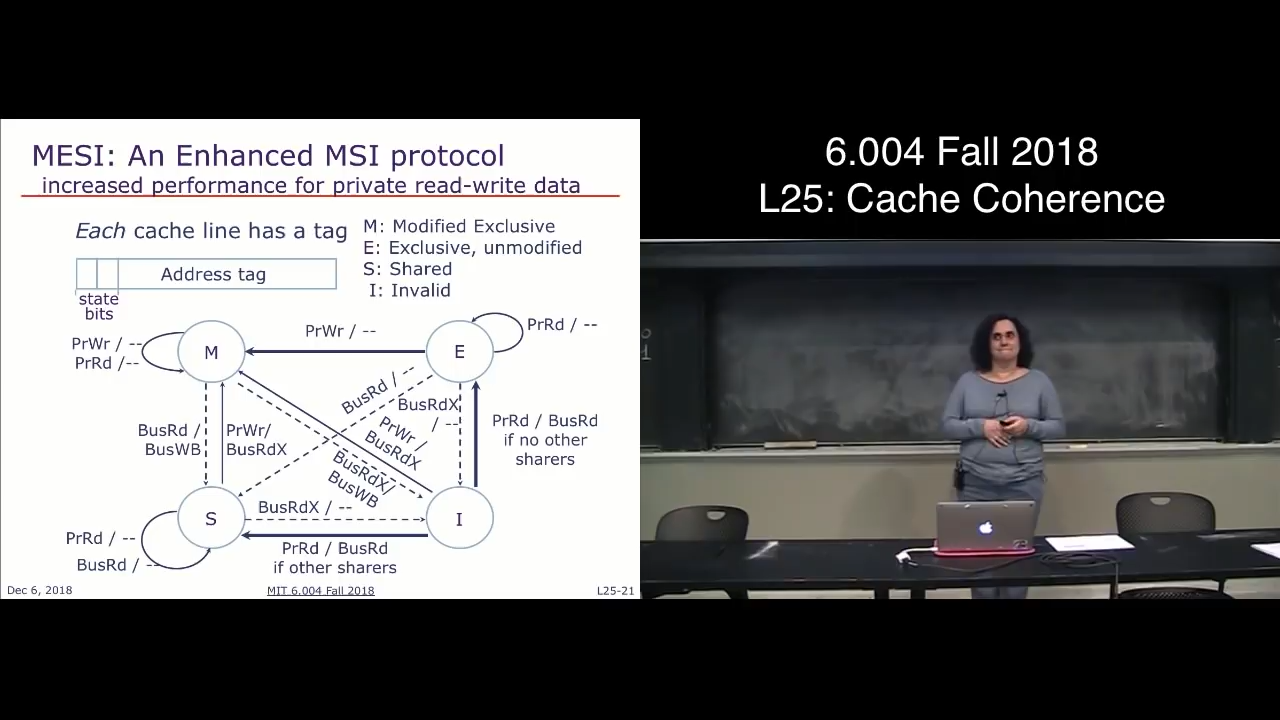 MESI: An Enhanced MSI protocol
increased performance for private read-write data
Each cache line has a tag
Address tag
state
bits
M: Modified Exclusive
E: Exclusive, unmodified
S: Shared
I: Invalid
M
E
S
I
PrWr / --
PrRd /--
PrWr / --
PrRd / --
BusRd /
BusWB
PrWr/
BusRdX
BusRd / --
BusRdX
/ --
PrWr /
BusRdX
BusRdX/
BusWB
PrRd / BusRd
if no other
sharers
BusRdX / --
PrRd / --
BusRd / --
PrRd / BusRd
if other sharers
Dec 6, 2018
MIT 6.004 Fall 2018
L25-21
6.004 Fall 2018
L25: Cache Coherence